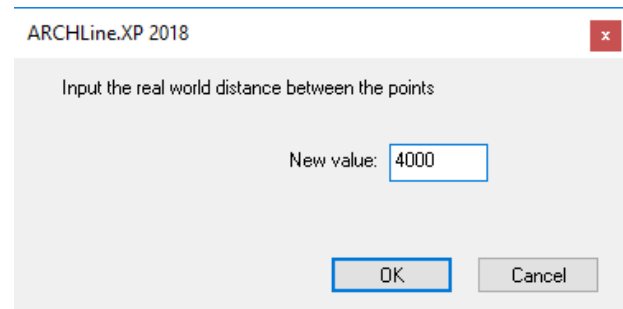 ARCHLine.XP 2018
x
Input the real world distance between the points
New value: 4000
OK Cancel